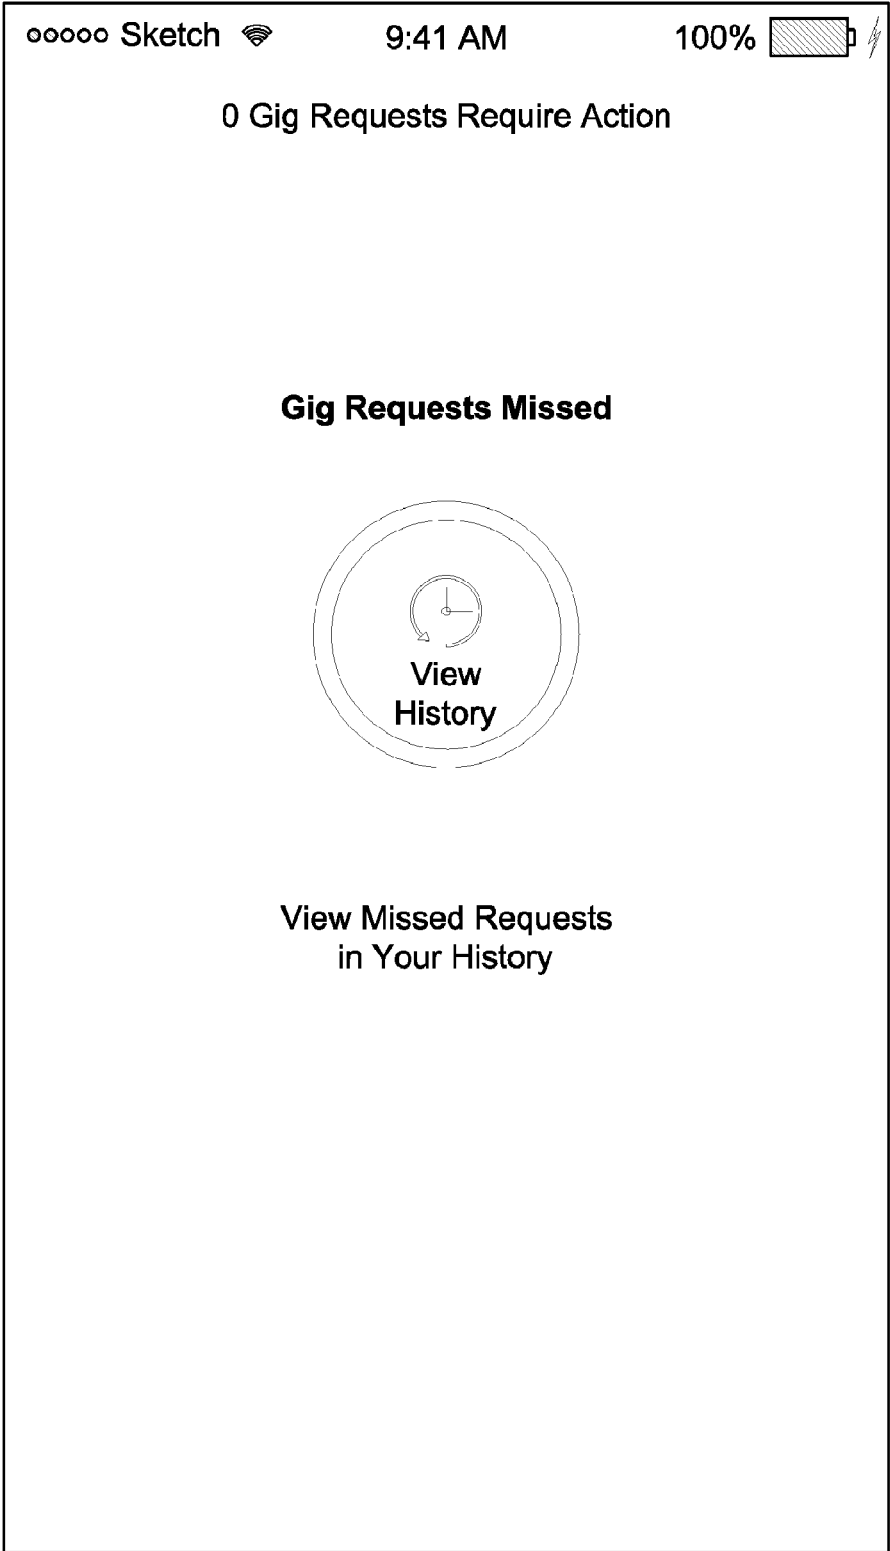 Sketch 9:41 AM 100%
0 Gig Requests Require Action
Gig Requests Missed
View
History
View Missed Requests
in Your History